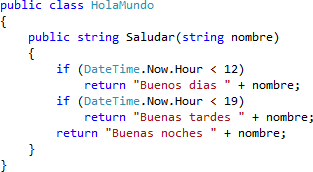 public class HolaMundo
{
    public string Saludar(string nombre)
    {
        if (DateTime.Now.Hour < 12)
            return "Buenos dias " + nombre;
        if (DateTime.Now.Hour < 19)
            return "Buenas tardes " + nombre;
        return "Buenas noches " + nombre;
    }
}